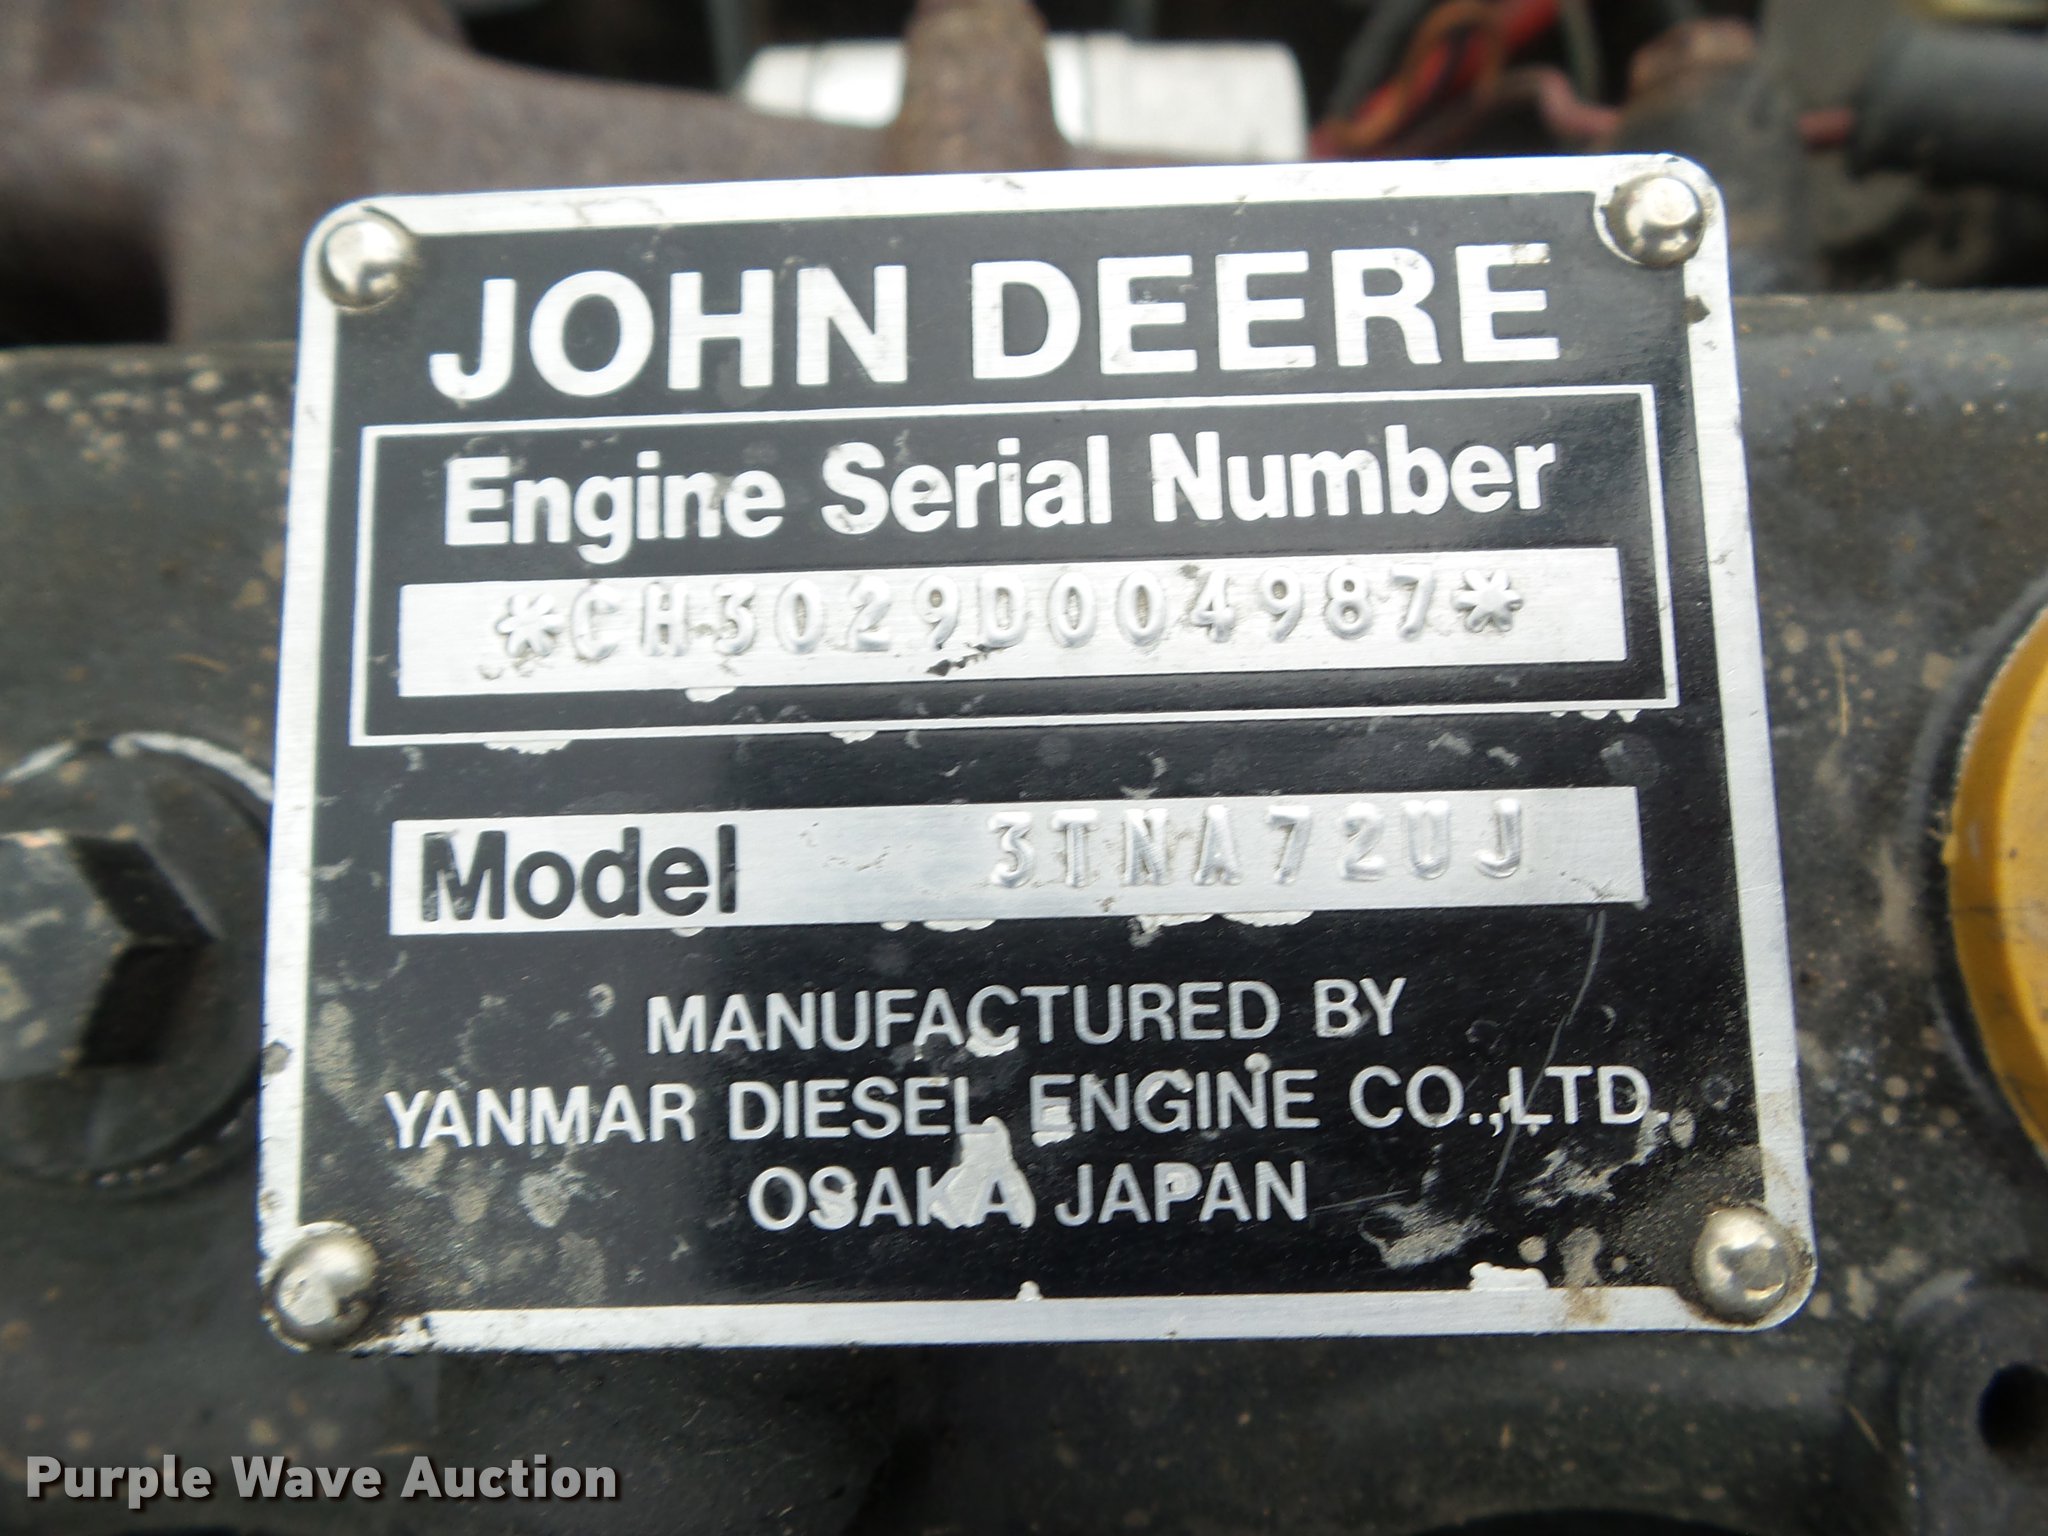 JOHN DEERE
Engine Serial Number
*CH3029D004987*
Model 3TNA72UJ
MANUFACTURED BY
YANMAR DIESEL ENGINE CO.,LTD.
OSAKA JAPAN
Purple Wave Auction